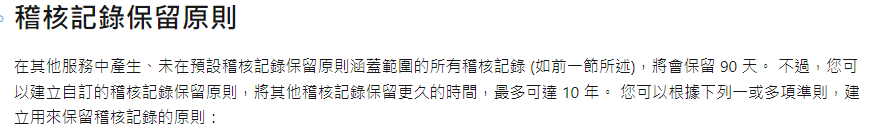 稽核記錄保留原則
在其他服務中產生、未在預設稽核記錄保留原則涵蓋範圍的所有稽核記錄 (如前一節所述)，將會保留 90 天。 不過，您可
以建立自訂的稽核記錄保留原則，將其他稽核記錄保留更久的時間，最多可達 10 年。 您可以根據下列一或多項準則，建
立用來保留稽核記錄的原則：